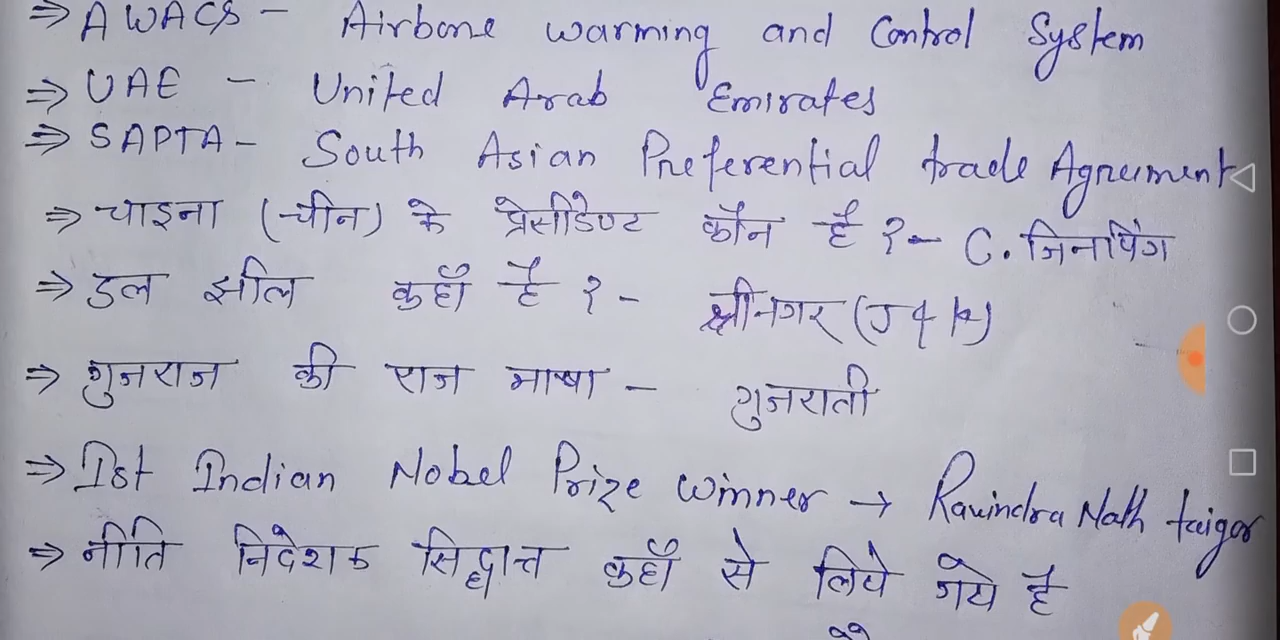 ⇒ AWACS - Airbone warming and Control System
⇒ UAE - United Arab Emirates
⇒ SAPTA - South Asian Preferential trade Agreement
⇒ चाइना (चीन) के प्रेसीडेण्ट कौन है ? - C. जिनपिंग
⇒ डल झील कहाँ है ? - श्रीनगर (J & K)
⇒ गुजराज की राज भाषा - गुजराती
⇒ Ist Indian Nobel Prize winner → Ravindra Nath taigor
⇒ नीति निदेशक सिद्धान्त कहाँ से लिये गये है